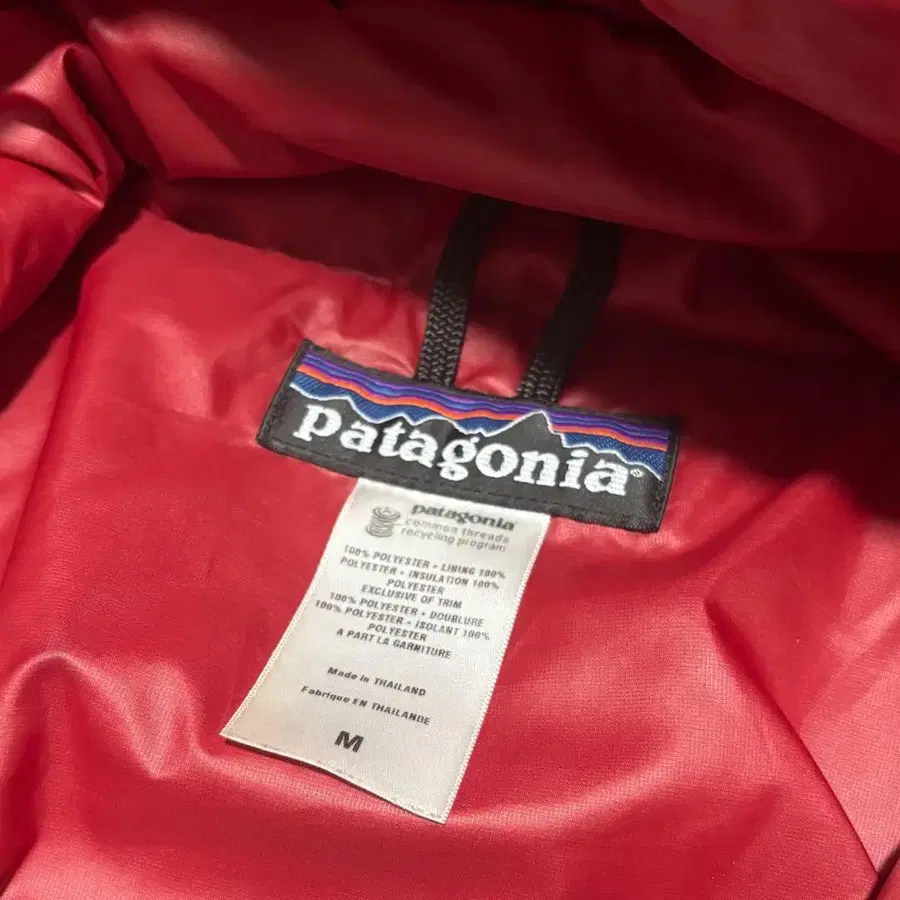 patagonia®
patagonia®
common threads
recycling program
100% POLYESTER • LINING 100%
POLYESTER • INSULATION 100%
POLYESTER
EXCLUSIVE OF TRIM
100% POLYESTER • DOUBLURE
100% POLYESTER • ISOLANT 100%
POLYESTER
A PART LA GARNITURE
Made in THAILAND
Fabrique EN THAILANDE
M